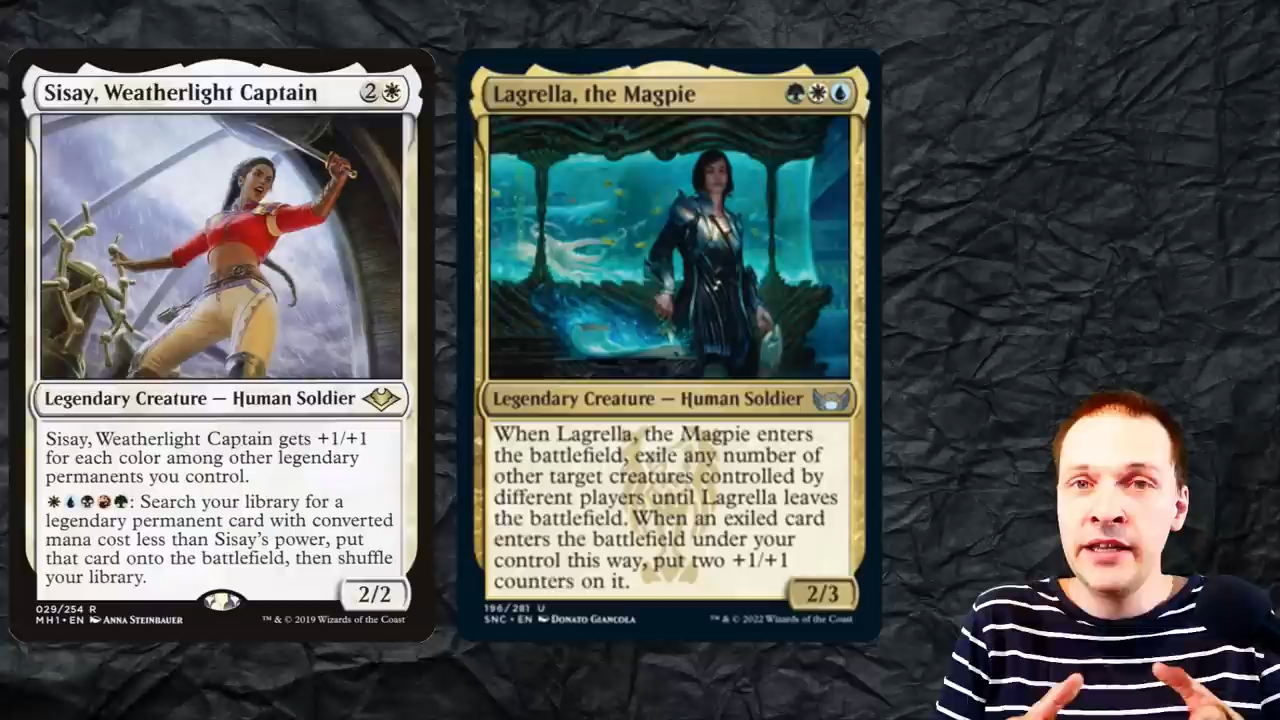 Sisay, Weatherlight Captain 2
Legendary Creature — Human Soldier
Sisay, Weatherlight Captain gets +1/+1
for each color among other legendary
permanents you control.
: Search your library for a
legendary permanent card with converted
mana cost less than Sisay's power, put
that card onto the battlefield, then shuffle
your library.
2/2
029/254 R
MH1 • EN Anna Steinbauer
™ & © 2019 Wizards of the Coast
Lagrella, the Magpie
Legendary Creature — Human Soldier
When Lagrella, the Magpie enters
the battlefield, exile any number of
other target creatures controlled by
different players until Lagrella leaves
the battlefield. When an exiled card
enters the battlefield under your
control this way, put two +1/+1
counters on it.
2/3
196/281 U
SNC • EN Donato Giancola
™ & © 2022 Wizards of the Coast